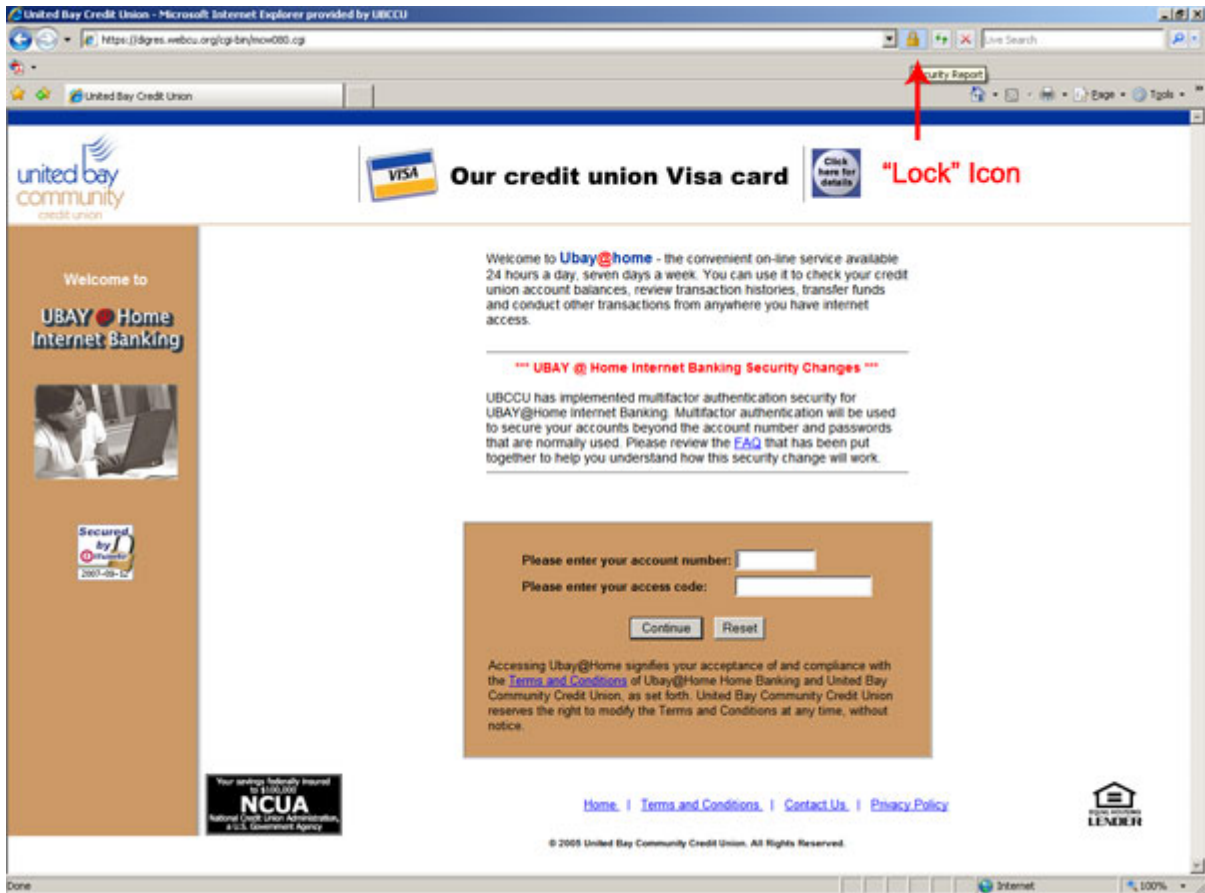 United Bay Credit Union - Microsoft Internet Explorer provided by UBCCU
https://digres.webcu.org/cgi-bin/mcw080.cgi
Live Search
Security Report
United Bay Credit Union
Page
Tools
united bay
community
credit union
VISA
Our credit union Visa card
Click
here for
details
“Lock” Icon
Welcome to
UBAY @ Home
Internet Banking
Secured
by
2007-09-12
Welcome to Ubay@home - the convenient on-line service available
24 hours a day, seven days a week. You can use it to check your credit
union account balances, review transaction histories, transfer funds
and conduct other transactions from anywhere you have internet
access.
*** UBAY @ Home Internet Banking Security Changes ***
UBCCU has implemented multifactor authentication security for
UBAY@Home Internet Banking. Multifactor authentication will be used
to secure your accounts beyond the account number and passwords
that are normally used. Please review the FAQ that has been put
together to help you understand how this security change will work.
Please enter your account number:
Please enter your access code:
Continue
Reset
Accessing Ubay@Home signifies your acceptance of and compliance with
the Terms and Conditions of Ubay@Home Home Banking and United Bay
Community Credit Union, as set forth. United Bay Community Credit Union
reserves the right to modify the Terms and Conditions at any time, without
notice.
Your savings federally insured
to $100,000
NCUA
National Credit Union Administration,
a U.S. Government Agency
Home | Terms and Conditions | Contact Us | Privacy Policy
EQUAL HOUSING
LENDER
© 2005 United Bay Community Credit Union. All Rights Reserved.
Done
Internet
100%